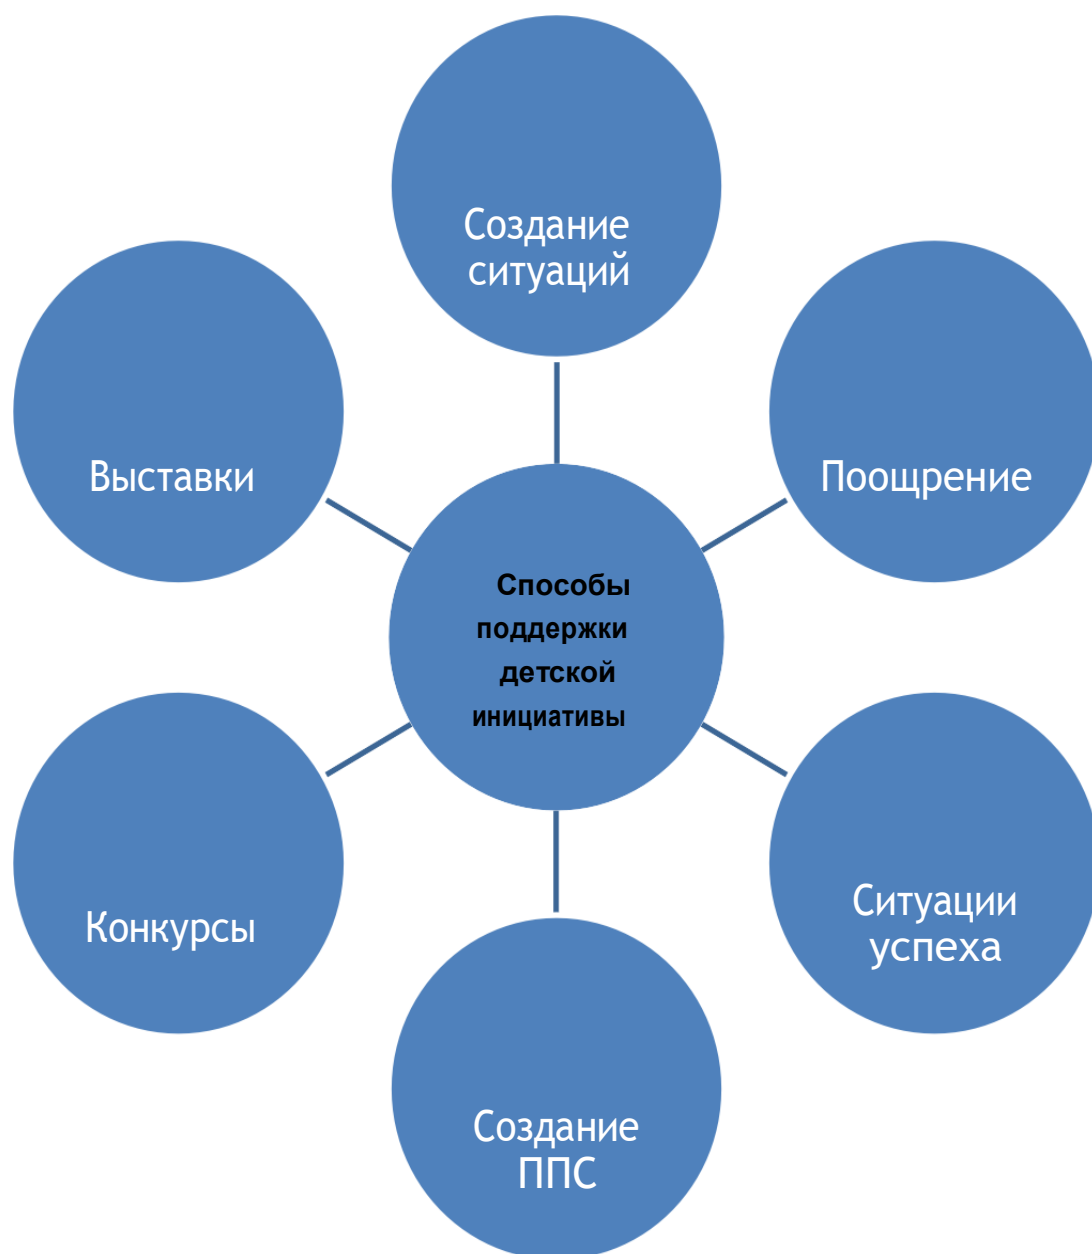 Создание
ситуаций
Выставки
Поощрение
Способы
поддержки
детской
инициативы
Конкурсы
Ситуации
успеха
Создание
ППС